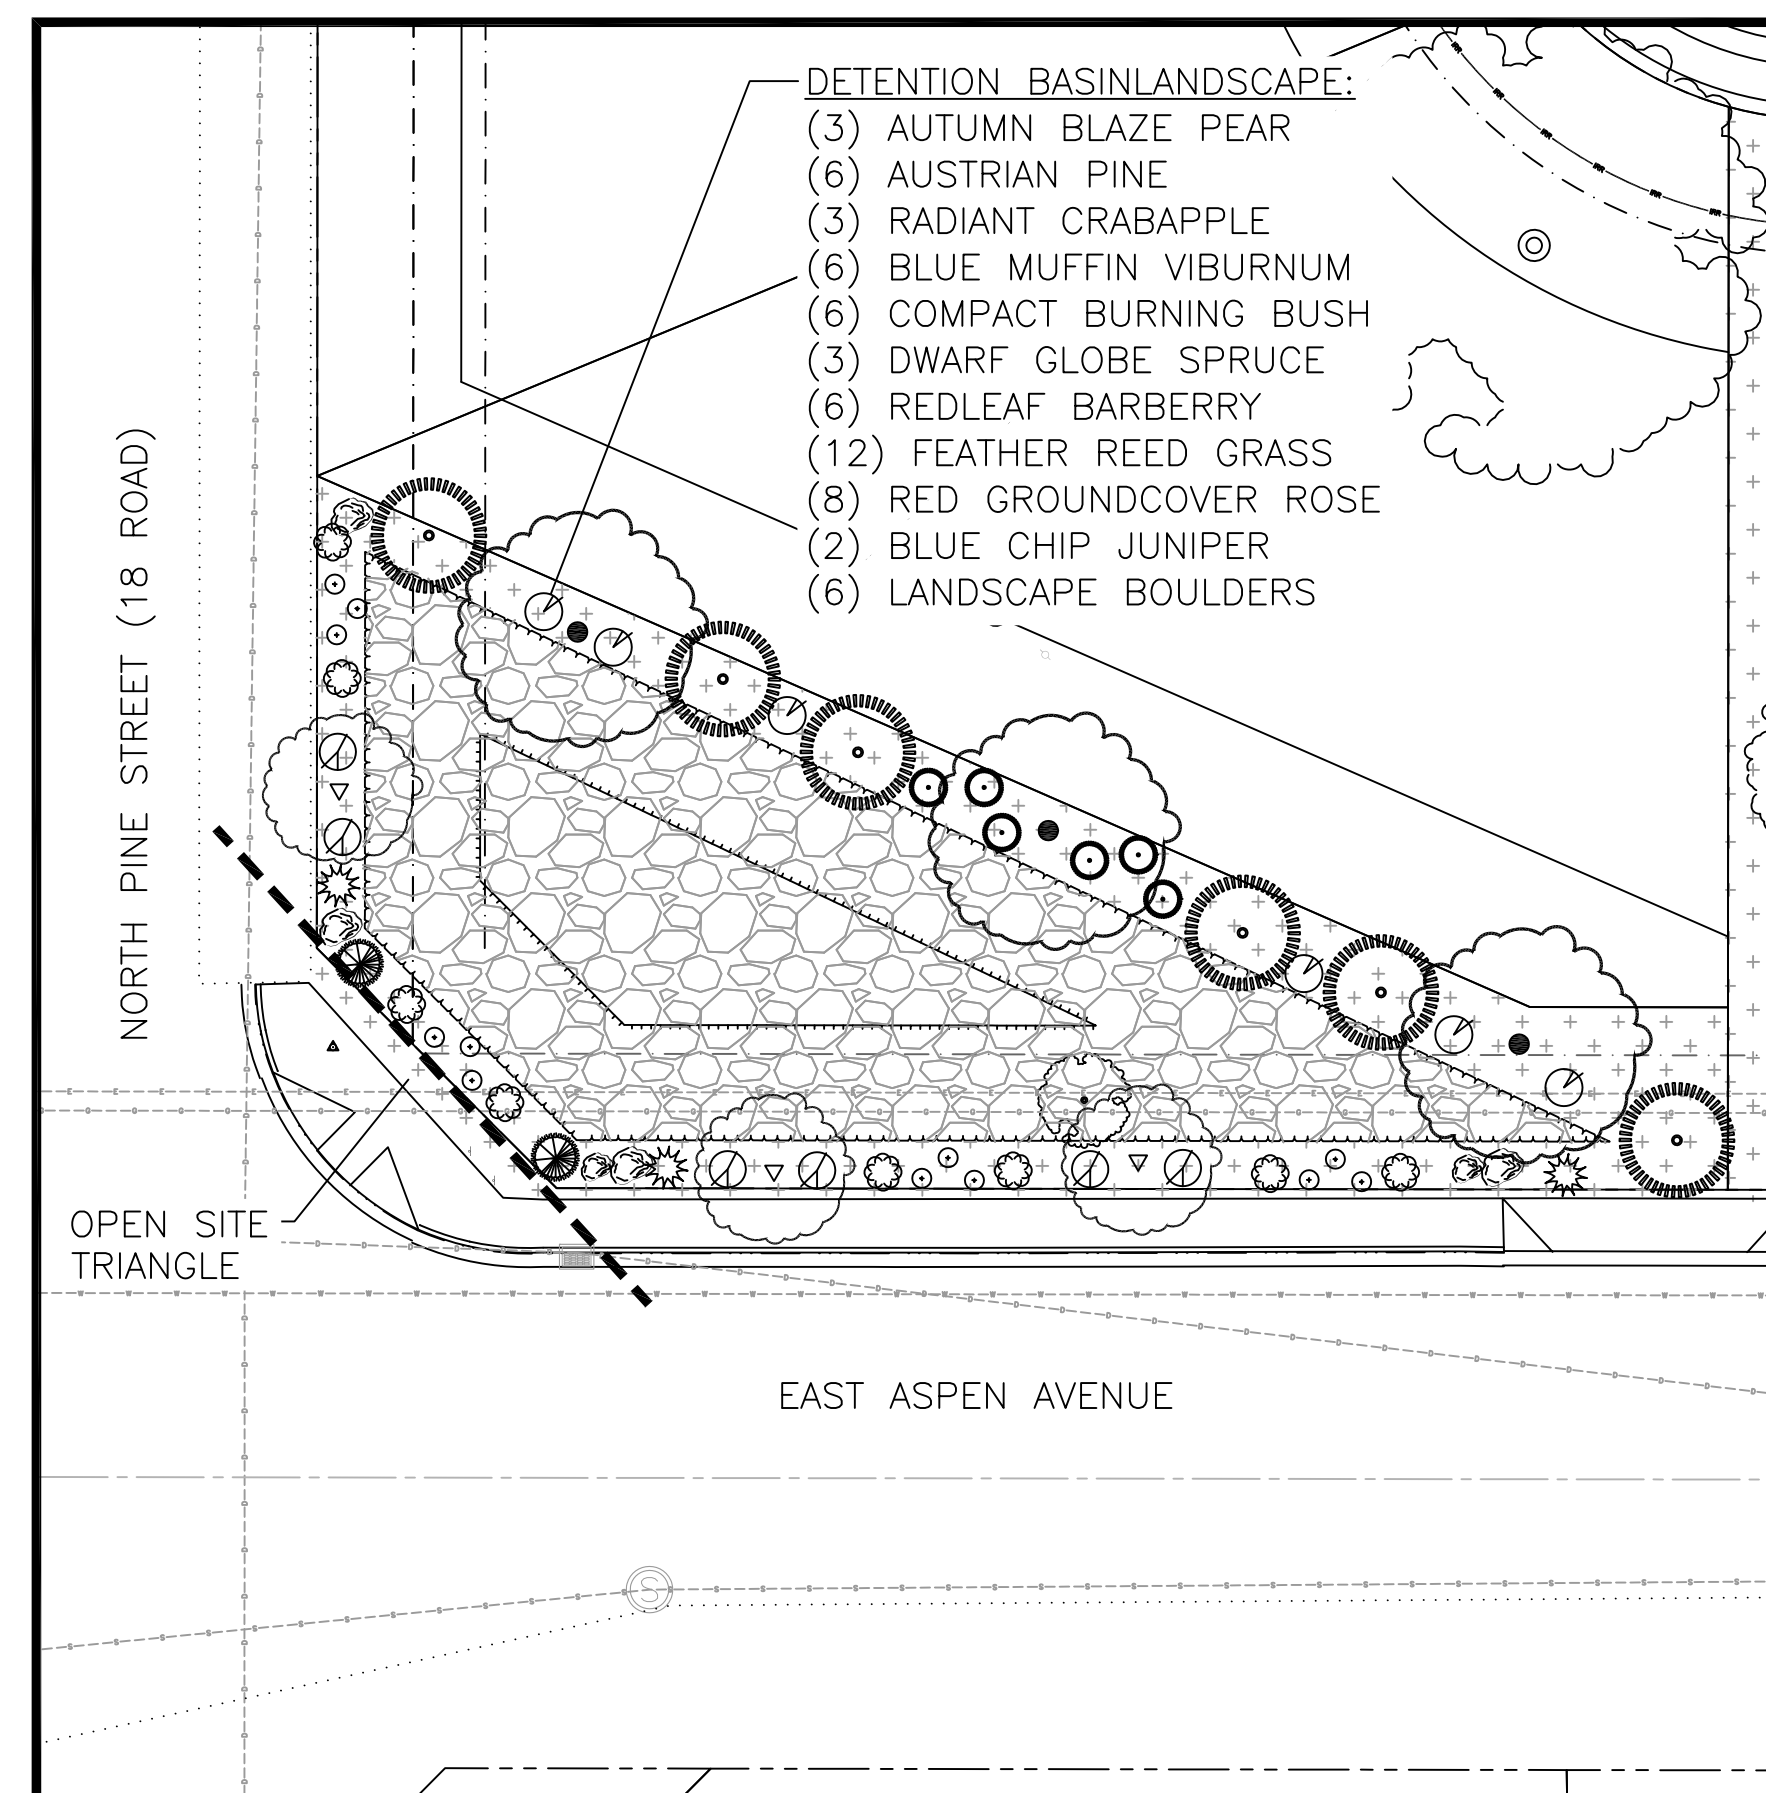 DETENTION BASINLANDSCAPE:
(3) AUTUMN BLAZE PEAR
(6) AUSTRIAN PINE
(3) RADIANT CRABAPPLE
(6) BLUE MUFFIN VIBURNUM
(6) COMPACT BURNING BUSH
(3) DWARF GLOBE SPRUCE
(6) REDLEAF BARBERRY
(12) FEATHER REED GRASS
(8) RED GROUNDCOVER ROSE
(2) BLUE CHIP JUNIPER
(6) LANDSCAPE BOULDERS
NORTH PINE STREET (18 ROAD)
OPEN SITE
TRIANGLE
EAST ASPEN AVENUE
S